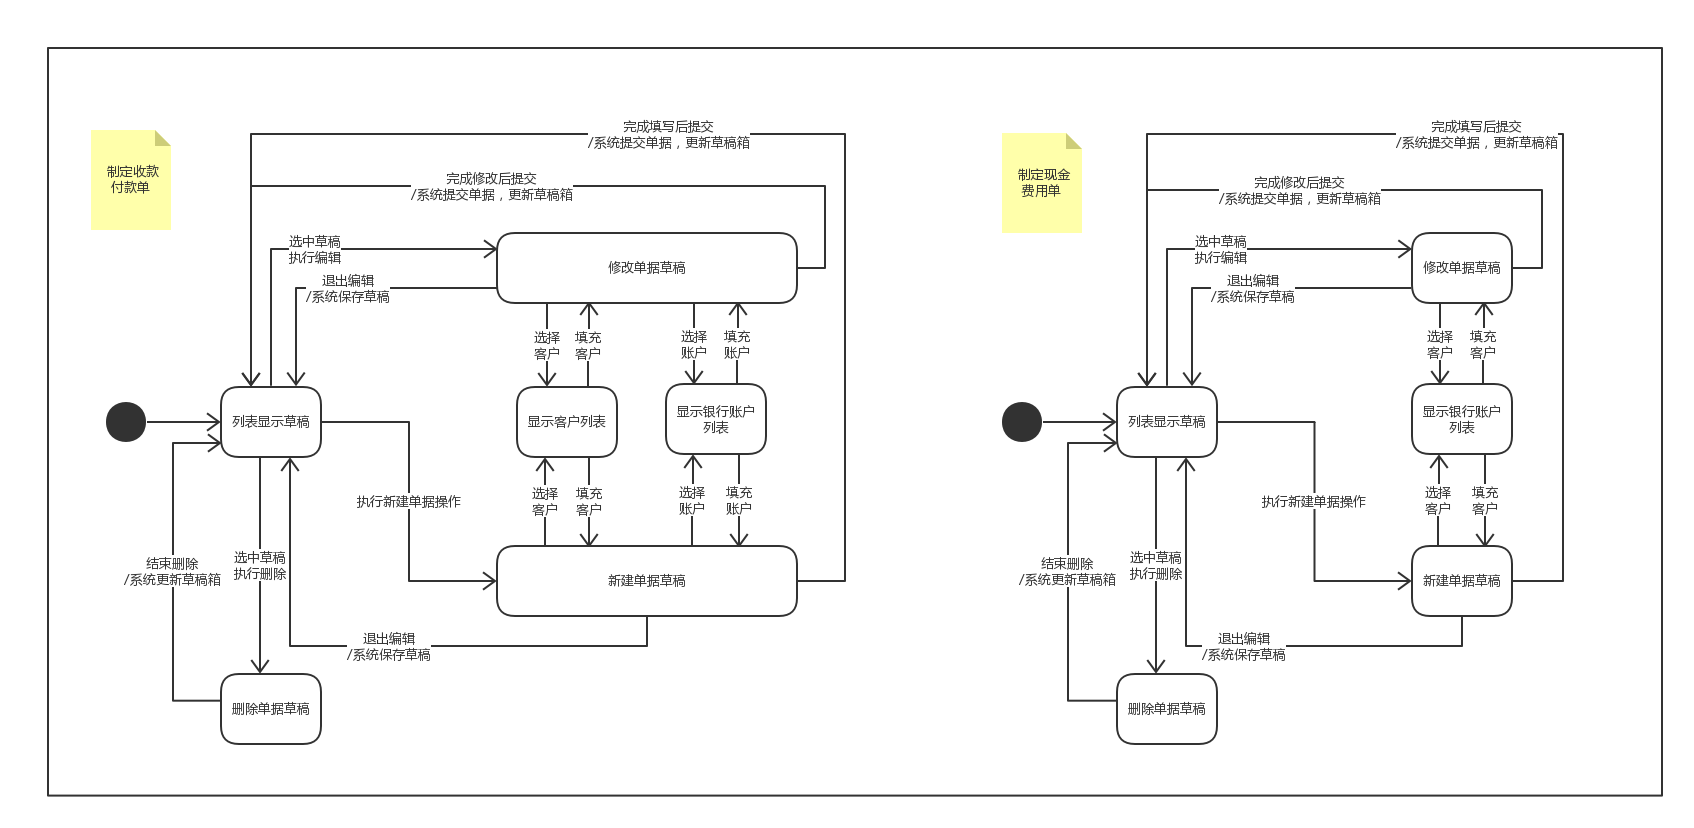 制定收款
付款单
完成填写后提交
/系统提交单据，更新草稿箱
完成修改后提交
/系统提交单据，更新草稿箱
选中草稿
执行编辑
退出编辑
/系统保存草稿
修改单据草稿
选择
客户
填充
客户
选择
账户
填充
账户
列表显示草稿
显示客户列表
显示银行账户
列表
执行新建单据操作
选择
客户
填充
客户
选择
账户
填充
账户
结束删除
/系统更新草稿箱
选中草稿
执行删除
新建单据草稿
退出编辑
/系统保存草稿
删除单据草稿
制定现金
费用单
完成填写后提交
/系统提交单据，更新草稿箱
完成修改后提交
/系统提交单据，更新草稿箱
选中草稿
执行编辑
退出编辑
/系统保存草稿
修改单据草稿
选择
客户
填充
客户
列表显示草稿
显示银行账户
列表
执行新建单据操作
选择
客户
填充
客户
结束删除
/系统更新草稿箱
选中草稿
执行删除
新建单据草稿
退出编辑
/系统保存草稿
删除单据草稿